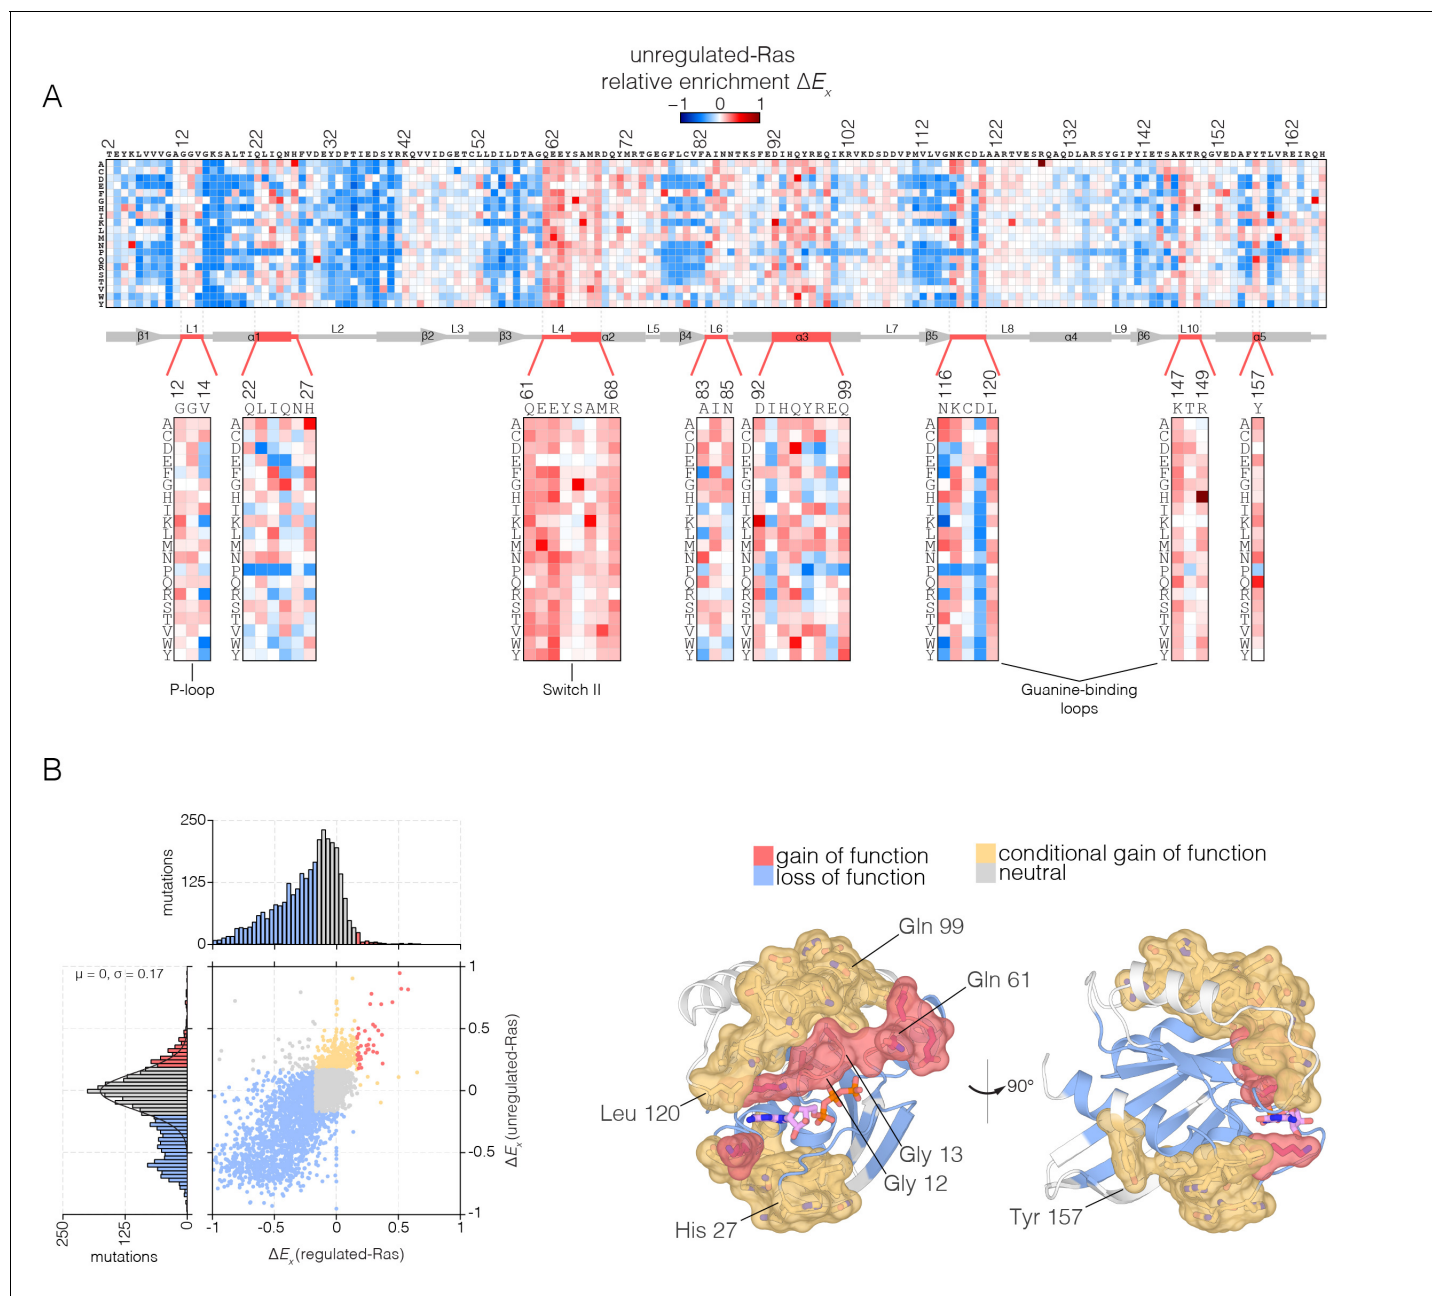 A
unregulated-Ras
relative enrichment ΔEx
−1 0 1
2 12 22 32 42 52 62 72 82 92 102 112 122 132 142 152 162
TEYKLVVVGAGGVGKSALTIQLIQNHFVDEYDPTIEDSYRKQVVIDGETCLLDILDTAGQEEYSAMRDQYMRTGEGFLCVFAINNTKSFEDIHQYREQIKRVKDSDDVPMVLVGNKCDLAARTVESRQAQDLARSYGIPYIETSAKTRQGVEDAFYTLVREIRQH
A
C
D
E
F
G
H
I
K
L
M
N
P
Q
R
S
T
V
W
Y
β1 L1 α1 L2 β2 L3 β3 L4 α2 L5 β4 L6 α3 L7 β5 L8 α4 L9 β6 L10 α5
12 14 22 27 61 68 83 85 92 99 116 120 147 149 157
GGV QLIQNH QEEYSAMR AIN DIHQYREQ NKCDL KTR Y
A A A A A A A A
C C C C C C C C
D D D D D D D D
E E E E E E E E
F F F F F F F F
G G G G G G G G
H H H H H H H H
I I I I I I I I
K K K K K K K K
L L L L L L L L
M M M M M M M M
N N N N N N N N
P P P P P P P P
Q Q Q Q Q Q Q Q
R R R R R R R R
S S S S S S S S
T T T T T T T T
V V V V V V V V
W W W W W W W W
Y Y Y Y Y Y Y Y
P-loop
Switch II
Guanine-binding
loops
B
250
125
0
mutations
μ = 0, σ = 0.17
1
0.5
0
-0.5
-1
ΔEx (unregulated-Ras)
250 125 0
mutations
-1 -0.5 0 0.5 1
ΔEx (regulated-Ras)
gain of function
loss of function
conditional gain of function
neutral
Gln 99
Gln 61
Leu 120
Gly 13
Gly 12
His 27
90º
Tyr 157